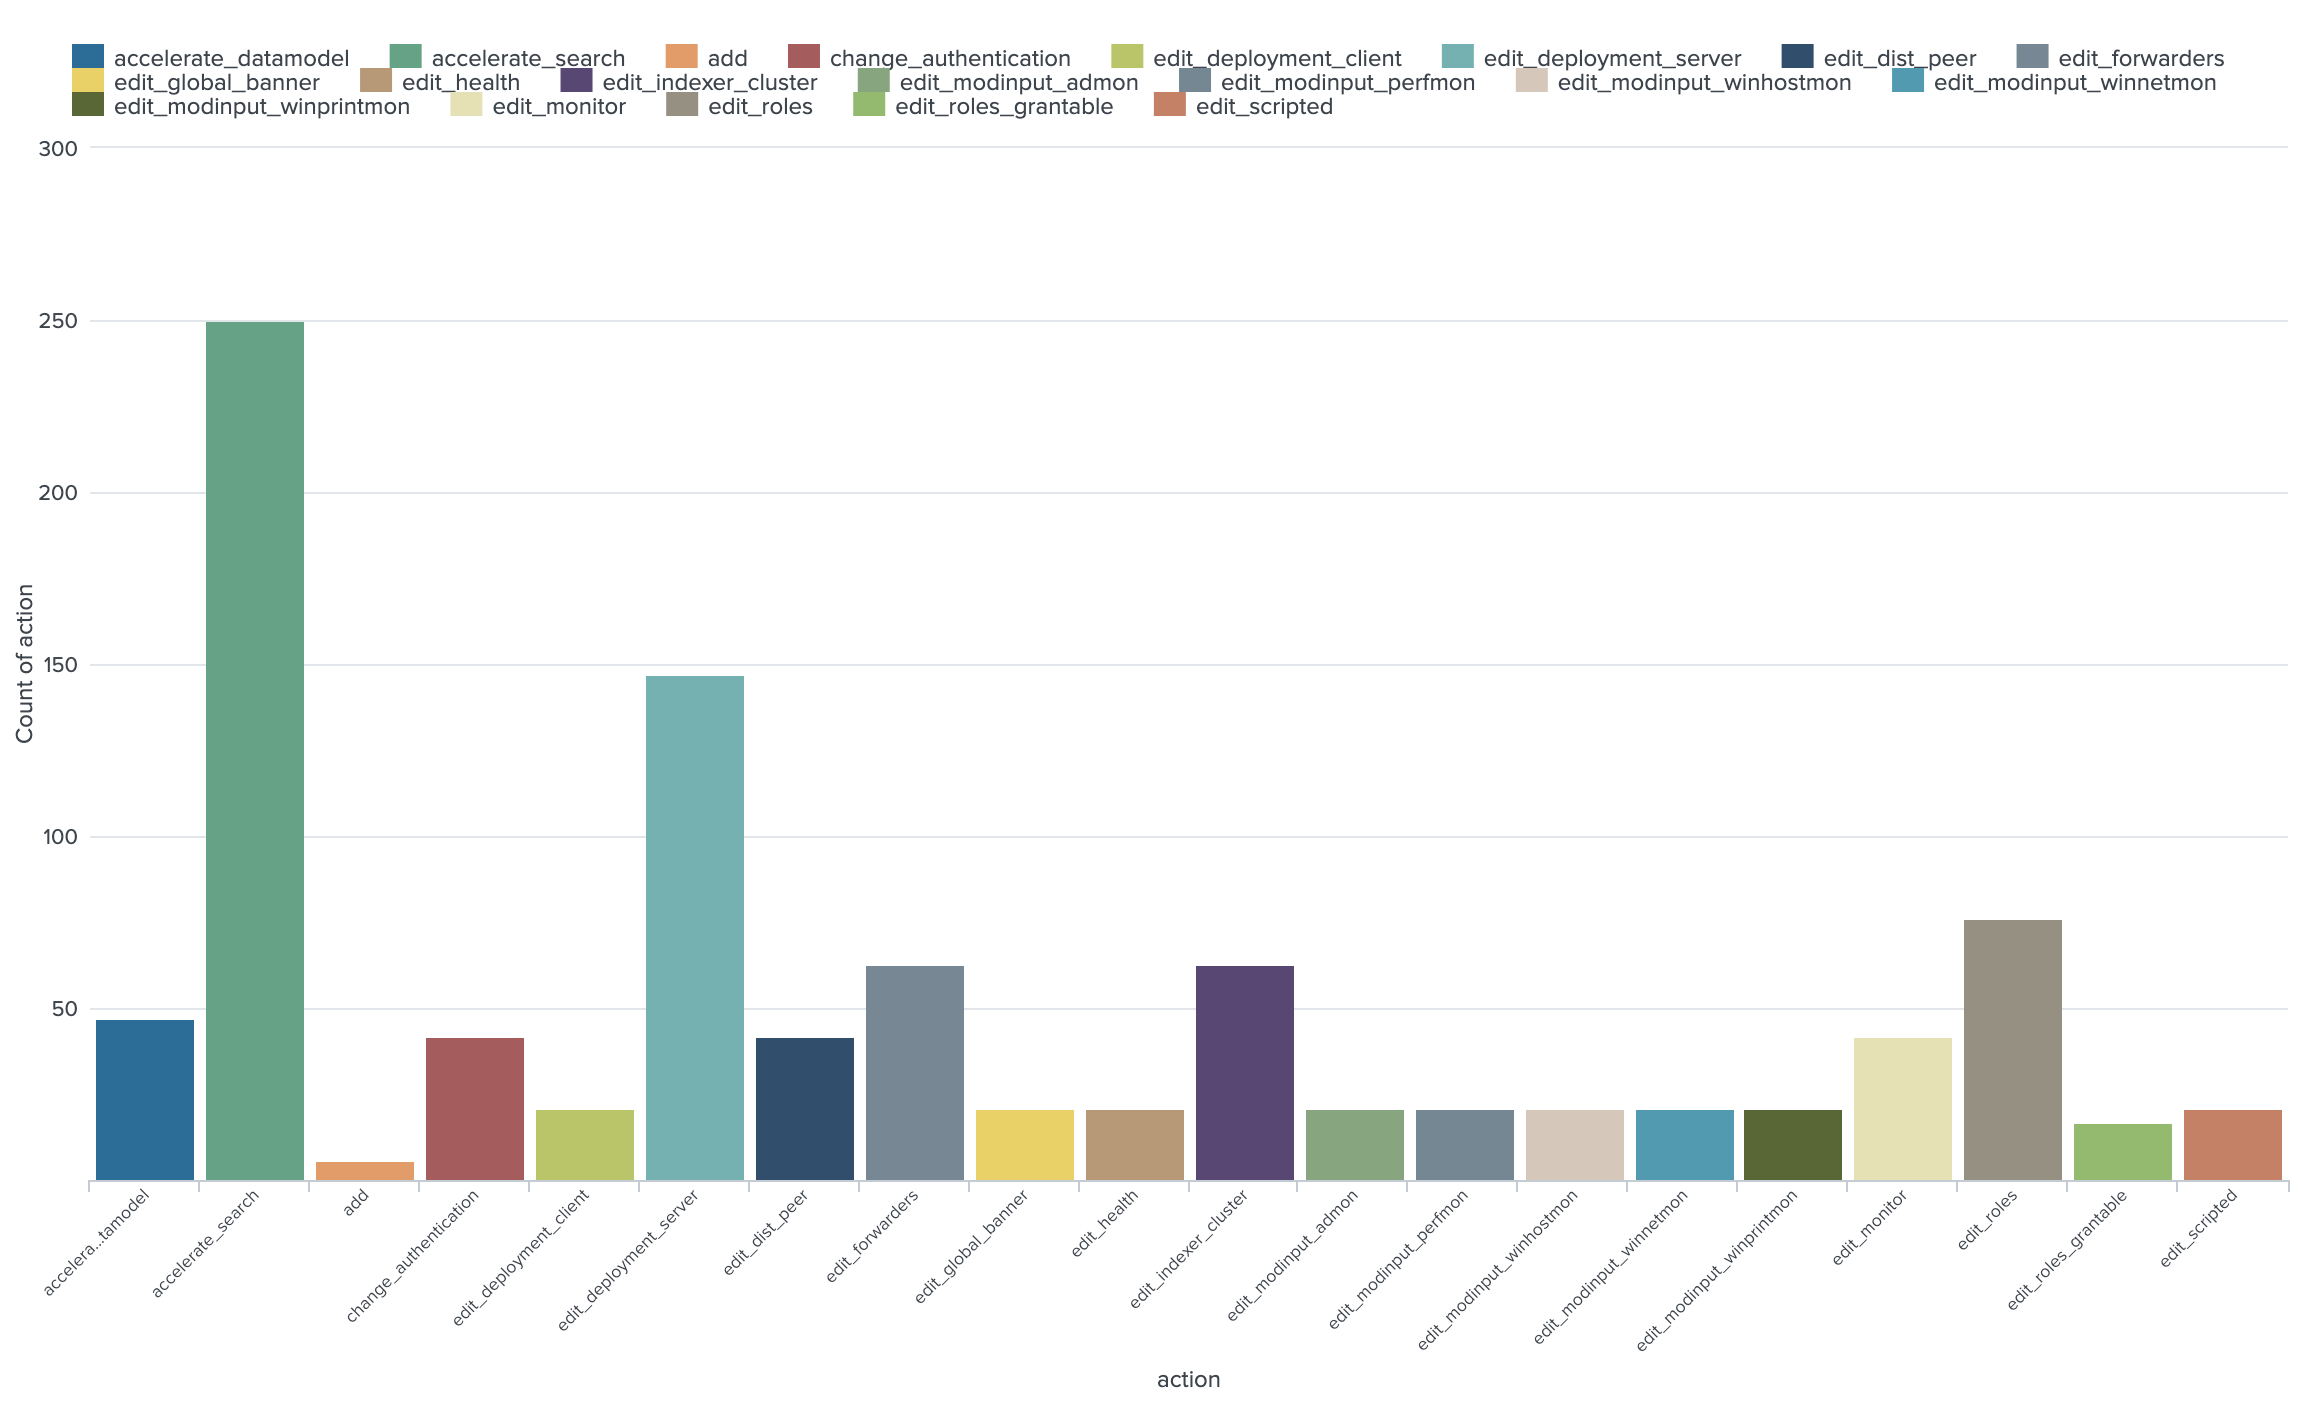 accelerate_datamodel accelerate_search add change_authentication edit_deployment_client edit_deployment_server edit_dist_peer edit_forwarders
edit_global_banner edit_health edit_indexer_cluster edit_modinput_admon edit_modinput_perfmon edit_modinput_winhostmon edit_modinput_winnetmon
edit_modinput_winprintmon edit_monitor edit_roles edit_roles_grantable edit_scripted
300
250
200
150
100
50
Count of action
accelera...tamodel
accelerate_search
add
change_authentication
edit_deployment_client
edit_deployment_server
edit_dist_peer
edit_forwarders
edit_global_banner
edit_health
edit_indexer_cluster
edit_modinput_admon
edit_modinput_perfmon
edit_modinput_winhostmon
edit_modinput_winnetmon
edit_modinput_winprintmon
edit_monitor
edit_roles
edit_roles_grantable
edit_scripted
action